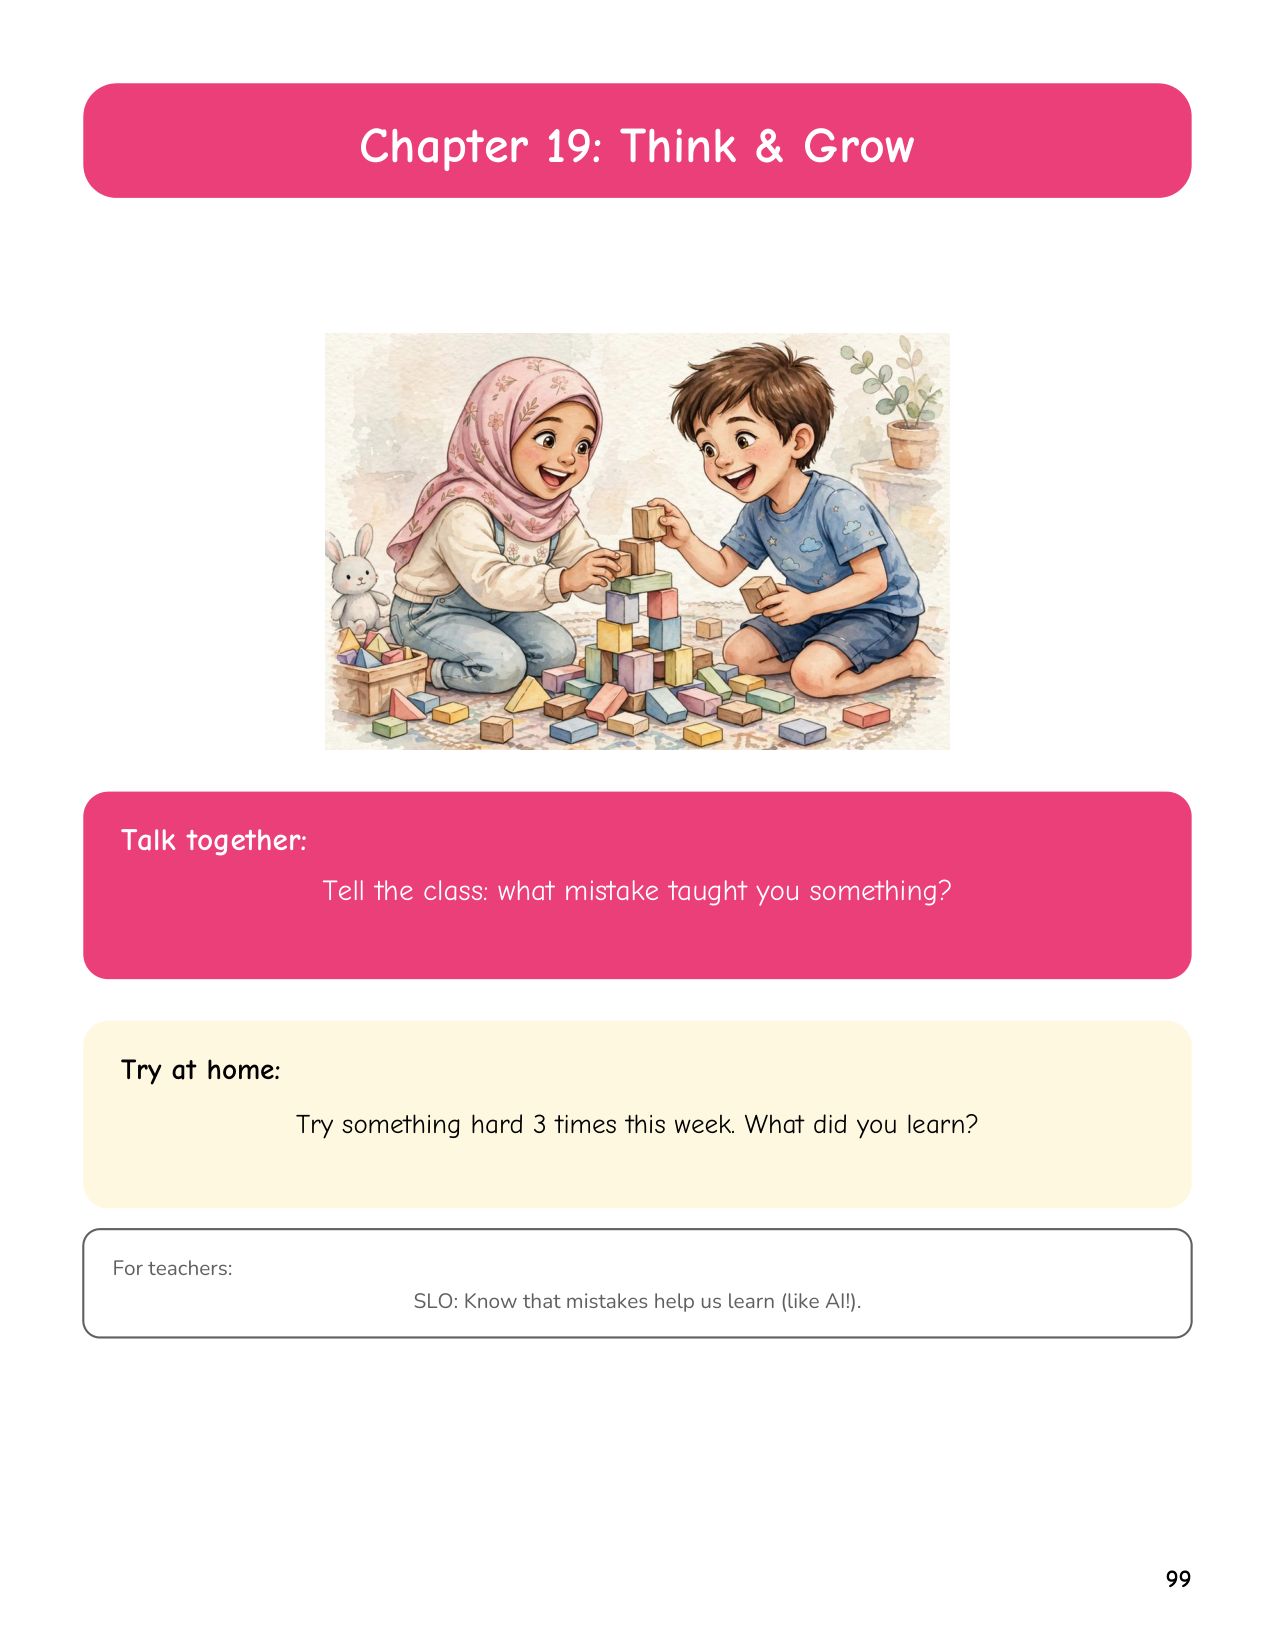 Chapter 19: Think & Grow
Talk together:
Tell the class: what mistake taught you something?
Try at home:
Try something hard 3 times this week. What did you learn?
For teachers:
SLO: Know that mistakes help us learn (like AI!).
99